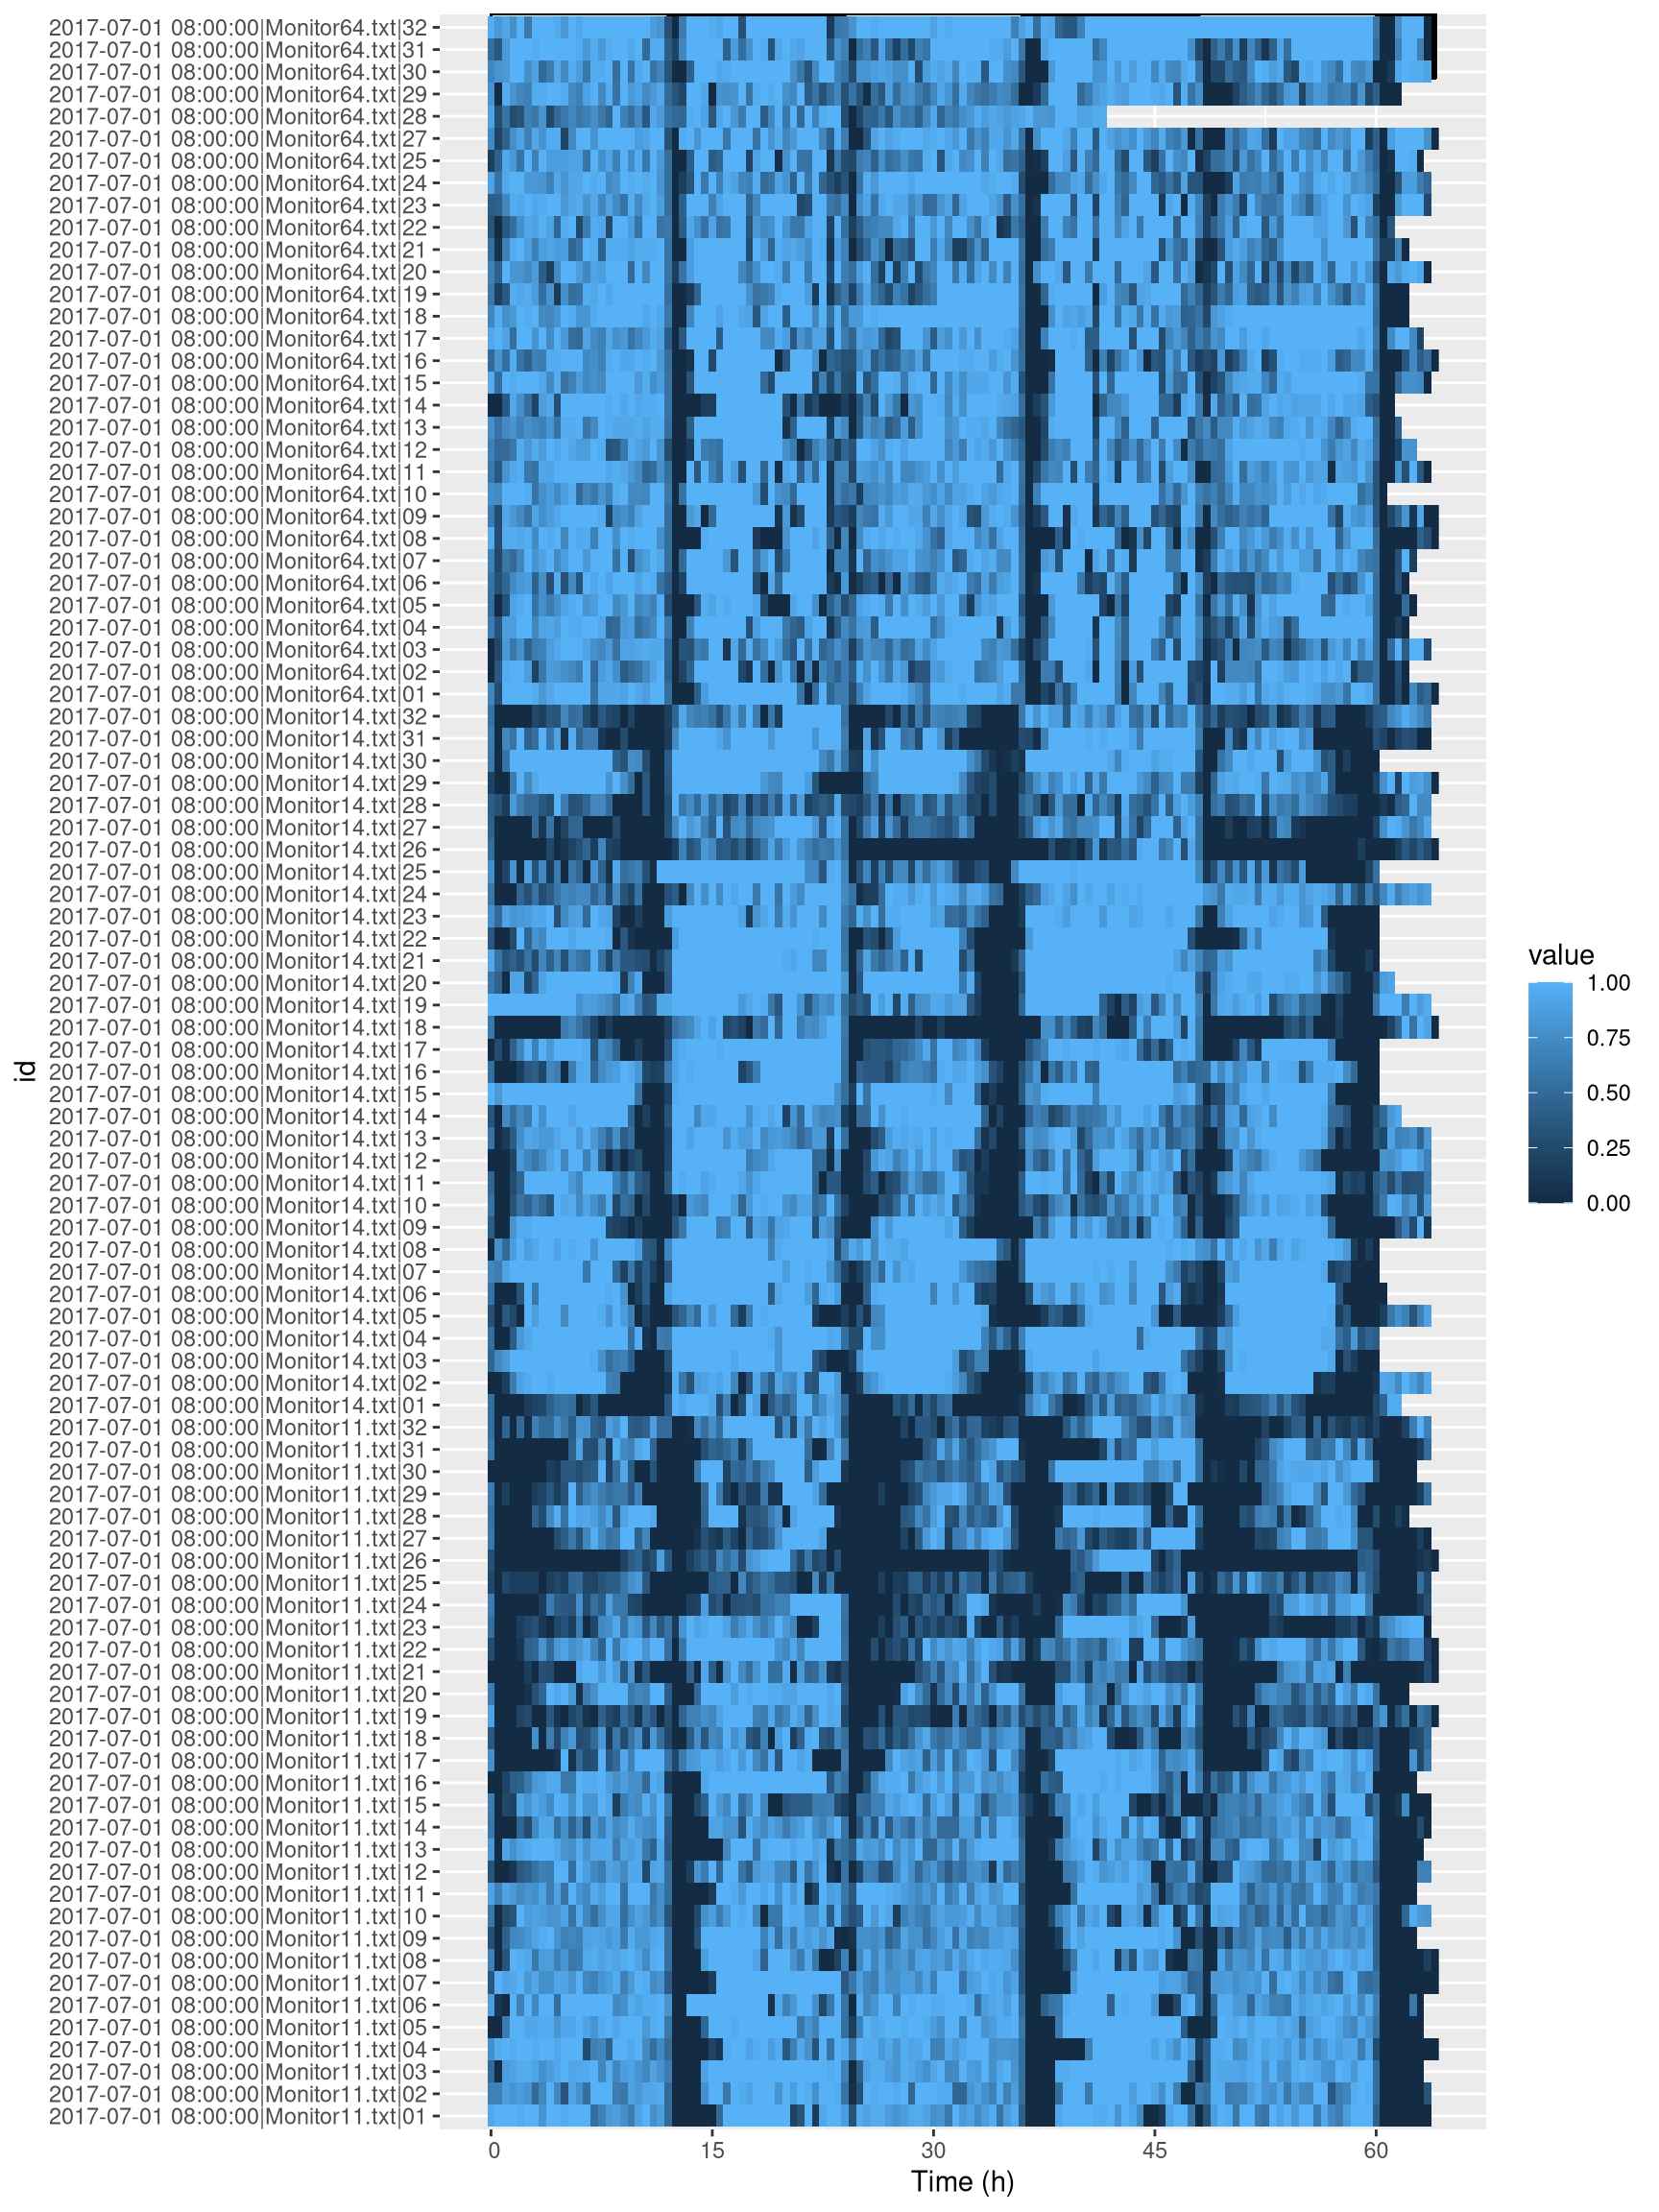 2017-07-01 08:00:00|Monitor64.txt|32
2017-07-01 08:00:00|Monitor64.txt|31
2017-07-01 08:00:00|Monitor64.txt|30
2017-07-01 08:00:00|Monitor64.txt|29
2017-07-01 08:00:00|Monitor64.txt|28
2017-07-01 08:00:00|Monitor64.txt|27
2017-07-01 08:00:00|Monitor64.txt|25
2017-07-01 08:00:00|Monitor64.txt|24
2017-07-01 08:00:00|Monitor64.txt|23
2017-07-01 08:00:00|Monitor64.txt|22
2017-07-01 08:00:00|Monitor64.txt|21
2017-07-01 08:00:00|Monitor64.txt|20
2017-07-01 08:00:00|Monitor64.txt|19
2017-07-01 08:00:00|Monitor64.txt|18
2017-07-01 08:00:00|Monitor64.txt|17
2017-07-01 08:00:00|Monitor64.txt|16
2017-07-01 08:00:00|Monitor64.txt|15
2017-07-01 08:00:00|Monitor64.txt|14
2017-07-01 08:00:00|Monitor64.txt|13
2017-07-01 08:00:00|Monitor64.txt|12
2017-07-01 08:00:00|Monitor64.txt|11
2017-07-01 08:00:00|Monitor64.txt|10
2017-07-01 08:00:00|Monitor64.txt|09
2017-07-01 08:00:00|Monitor64.txt|08
2017-07-01 08:00:00|Monitor64.txt|07
2017-07-01 08:00:00|Monitor64.txt|06
2017-07-01 08:00:00|Monitor64.txt|05
2017-07-01 08:00:00|Monitor64.txt|04
2017-07-01 08:00:00|Monitor64.txt|03
2017-07-01 08:00:00|Monitor64.txt|02
2017-07-01 08:00:00|Monitor64.txt|01
2017-07-01 08:00:00|Monitor14.txt|32
2017-07-01 08:00:00|Monitor14.txt|31
2017-07-01 08:00:00|Monitor14.txt|30
2017-07-01 08:00:00|Monitor14.txt|29
2017-07-01 08:00:00|Monitor14.txt|28
2017-07-01 08:00:00|Monitor14.txt|27
2017-07-01 08:00:00|Monitor14.txt|26
2017-07-01 08:00:00|Monitor14.txt|25
2017-07-01 08:00:00|Monitor14.txt|24
2017-07-01 08:00:00|Monitor14.txt|23
2017-07-01 08:00:00|Monitor14.txt|22
2017-07-01 08:00:00|Monitor14.txt|21
2017-07-01 08:00:00|Monitor14.txt|20
2017-07-01 08:00:00|Monitor14.txt|19
2017-07-01 08:00:00|Monitor14.txt|18
2017-07-01 08:00:00|Monitor14.txt|17
2017-07-01 08:00:00|Monitor14.txt|16
2017-07-01 08:00:00|Monitor14.txt|15
2017-07-01 08:00:00|Monitor14.txt|14
2017-07-01 08:00:00|Monitor14.txt|13
2017-07-01 08:00:00|Monitor14.txt|12
2017-07-01 08:00:00|Monitor14.txt|11
2017-07-01 08:00:00|Monitor14.txt|10
2017-07-01 08:00:00|Monitor14.txt|09
2017-07-01 08:00:00|Monitor14.txt|08
2017-07-01 08:00:00|Monitor14.txt|07
2017-07-01 08:00:00|Monitor14.txt|06
2017-07-01 08:00:00|Monitor14.txt|05
2017-07-01 08:00:00|Monitor14.txt|04
2017-07-01 08:00:00|Monitor14.txt|03
2017-07-01 08:00:00|Monitor14.txt|02
2017-07-01 08:00:00|Monitor14.txt|01
2017-07-01 08:00:00|Monitor11.txt|32
2017-07-01 08:00:00|Monitor11.txt|31
2017-07-01 08:00:00|Monitor11.txt|30
2017-07-01 08:00:00|Monitor11.txt|29
2017-07-01 08:00:00|Monitor11.txt|28
2017-07-01 08:00:00|Monitor11.txt|27
2017-07-01 08:00:00|Monitor11.txt|26
2017-07-01 08:00:00|Monitor11.txt|25
2017-07-01 08:00:00|Monitor11.txt|24
2017-07-01 08:00:00|Monitor11.txt|23
2017-07-01 08:00:00|Monitor11.txt|22
2017-07-01 08:00:00|Monitor11.txt|21
2017-07-01 08:00:00|Monitor11.txt|20
2017-07-01 08:00:00|Monitor11.txt|19
2017-07-01 08:00:00|Monitor11.txt|18
2017-07-01 08:00:00|Monitor11.txt|17
2017-07-01 08:00:00|Monitor11.txt|16
2017-07-01 08:00:00|Monitor11.txt|15
2017-07-01 08:00:00|Monitor11.txt|14
2017-07-01 08:00:00|Monitor11.txt|13
2017-07-01 08:00:00|Monitor11.txt|12
2017-07-01 08:00:00|Monitor11.txt|11
2017-07-01 08:00:00|Monitor11.txt|10
2017-07-01 08:00:00|Monitor11.txt|09
2017-07-01 08:00:00|Monitor11.txt|08
2017-07-01 08:00:00|Monitor11.txt|07
2017-07-01 08:00:00|Monitor11.txt|06
2017-07-01 08:00:00|Monitor11.txt|05
2017-07-01 08:00:00|Monitor11.txt|04
2017-07-01 08:00:00|Monitor11.txt|03
2017-07-01 08:00:00|Monitor11.txt|02
2017-07-01 08:00:00|Monitor11.txt|01
id
0 15 30 45 60
Time (h)
value
1.00
0.75
0.50
0.25
0.00